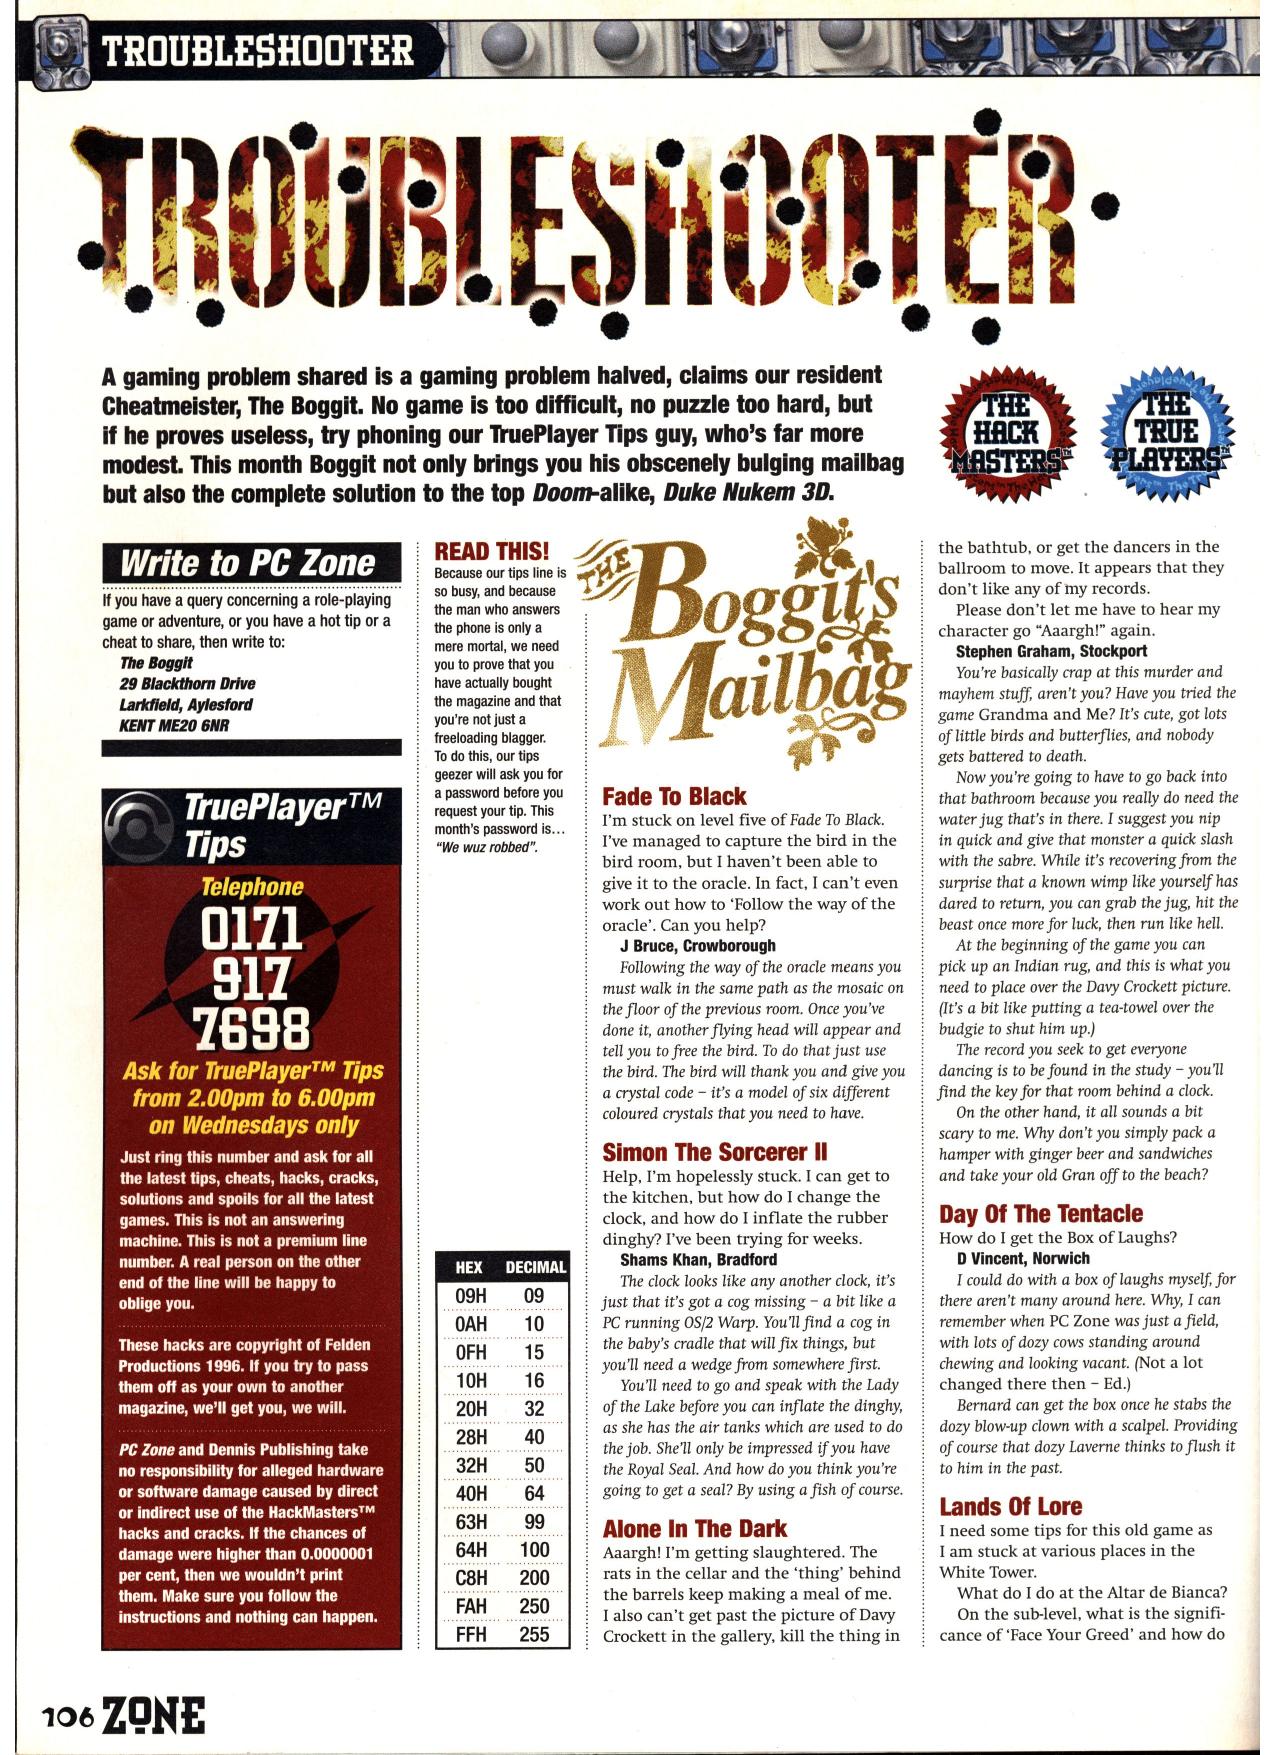 TROUBLESHOOTER
TROUBLESHOOTER
A gaming problem shared is a gaming problem halved, claims our resident
Cheatmeister, The Boggit. No game is too difficult, no puzzle too hard, but
if he proves useless, try phoning our TruePlayer Tips guy, who's far more
modest. This month Boggit not only brings you his obscenely bulging mailbag
but also the complete solution to the top Doom-alike, Duke Nukem 3D.
THE
HACK
MASTERS™
THE
TRUE
PLAYERS™
Write to PC Zone
If you have a query concerning a role-playing
game or adventure, or you have a hot tip or a
cheat to share, then write to:
The Boggit
29 Blackthorn Drive
Larkfield, Aylesford
KENT ME20 6NR
TruePlayer™
Tips
Telephone
0171
917
7698
Ask for TruePlayer™ Tips
from 2.00pm to 6.00pm
on Wednesdays only
Just ring this number and ask for all
the latest tips, cheats, hacks, cracks,
solutions and spoils for all the latest
games. This is not an answering
machine. This is not a premium line
number. A real person on the other
end of the line will be happy to
oblige you.
These hacks are copyright of Felden
Productions 1996. If you try to pass
them off as your own to another
magazine, we'll get you, we will.
PC Zone and Dennis Publishing take
no responsibility for alleged hardware
or software damage caused by direct
or indirect use of the HackMasters™
hacks and cracks. If the chances of
damage were higher than 0.0000001
per cent, then we wouldn't print
them. Make sure you follow the
instructions and nothing can happen.
READ THIS!
Because our tips line is
so busy, and because
the man who answers
the phone is only a
mere mortal, we need
you to prove that you
have actually bought
the magazine and that
you're not just a
freeloading blagger.
To do this, our tips
geezer will ask you for
a password before you
request your tip. This
month's password is...
"We wuz robbed".
HEX DECIMAL
09H 09
0AH 10
0FH 15
10H 16
20H 32
28H 40
32H 50
40H 64
63H 99
64H 100
C8H 200
FAH 250
FFH 255
THE
Boggit's
Mailbag
Fade To Black
I'm stuck on level five of Fade To Black.
I've managed to capture the bird in the
bird room, but I haven't been able to
give it to the oracle. In fact, I can't even
work out how to 'Follow the way of the
oracle'. Can you help?
J Bruce, Crowborough
Following the way of the oracle means you
must walk in the same path as the mosaic on
the floor of the previous room. Once you've
done it, another flying head will appear and
tell you to free the bird. To do that just use
the bird. The bird will thank you and give you
a crystal code – it's a model of six different
coloured crystals that you need to have.
Simon The Sorcerer II
Help, I'm hopelessly stuck. I can get to
the kitchen, but how do I change the
clock, and how do I inflate the rubber
dinghy? I've been trying for weeks.
Shams Khan, Bradford
The clock looks like any another clock, it's
just that it's got a cog missing – a bit like a
PC running OS/2 Warp. You'll find a cog in
the baby's cradle that will fix things, but
you'll need a wedge from somewhere first.
You'll need to go and speak with the Lady
of the Lake before you can inflate the dinghy,
as she has the air tanks which are used to do
the job. She'll only be impressed if you have
the Royal Seal. And how do you think you're
going to get a seal? By using a fish of course.
Alone In The Dark
Aaargh! I'm getting slaughtered. The
rats in the cellar and the 'thing' behind
the barrels keep making a meal of me.
I also can't get past the picture of Davy
Crockett in the gallery, kill the thing in
the bathtub, or get the dancers in the
ballroom to move. It appears that they
don't like any of my records.
Please don't let me have to hear my
character go "Aaargh!" again.
Stephen Graham, Stockport
You're basically crap at this murder and
mayhem stuff, aren't you? Have you tried the
game Grandma and Me? It's cute, got lots
of little birds and butterflies, and nobody
gets battered to death.
Now you're going to have to go back into
that bathroom because you really do need the
water jug that's in there. I suggest you nip
in quick and give that monster a quick slash
with the sabre. While it's recovering from the
surprise that a known wimp like yourself has
dared to return, you can grab the jug, hit the
beast once more for luck, then run like hell.
At the beginning of the game you can
pick up an Indian rug, and this is what you
need to place over the Davy Crockett picture.
(It's a bit like putting a tea-towel over the
budgie to shut him up.)
The record you seek to get everyone
dancing is to be found in the study – you'll
find the key for that room behind a clock.
On the other hand, it all sounds a bit
scary to me. Why don't you simply pack a
hamper with ginger beer and sandwiches
and take your old Gran off to the beach?
Day Of The Tentacle
How do I get the Box of Laughs?
D Vincent, Norwich
I could do with a box of laughs myself, for
there aren't many around here. Why, I can
remember when PC Zone was just a field,
with lots of dozy cows standing around
chewing and looking vacant. (Not a lot
changed there then – Ed.)
Bernard can get the box once he stabs the
dozy blow-up clown with a scalpel. Providing
of course that dozy Laverne thinks to flush it
to him in the past.
Lands Of Lore
I need some tips for this old game as
I am stuck at various places in the
White Tower.
What do I do at the Altar de Bianca?
On the sub-level, what is the signifi-
cance of 'Face Your Greed' and how do
106 ZONE